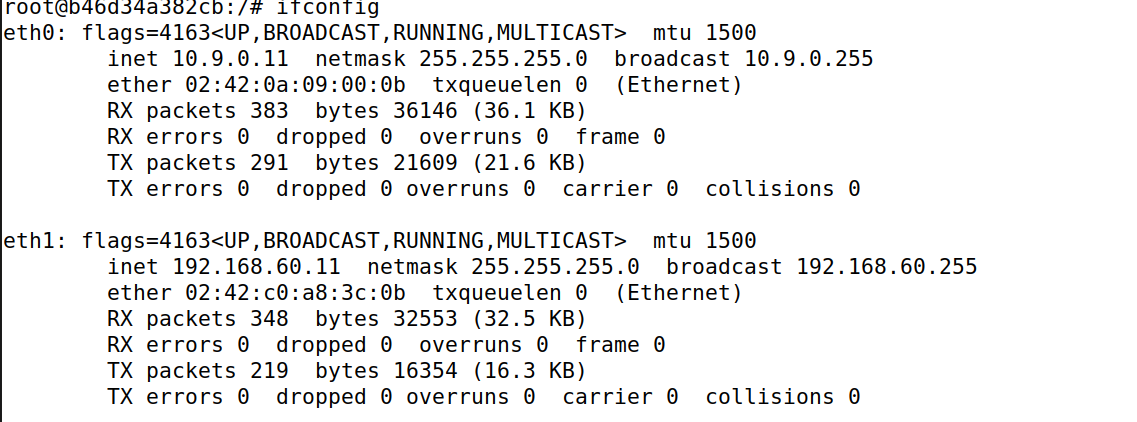 root@b46d34a382cb:/# ifconfig
eth0: flags=4163<UP,BROADCAST,RUNNING,MULTICAST>  mtu 1500
        inet 10.9.0.11  netmask 255.255.255.0  broadcast 10.9.0.255
        ether 02:42:0a:09:00:0b  txqueuelen 0  (Ethernet)
        RX packets 383  bytes 36146 (36.1 KB)
        RX errors 0  dropped 0  overruns 0  frame 0
        TX packets 291  bytes 21609 (21.6 KB)
        TX errors 0  dropped 0 overruns 0  carrier 0  collisions 0

eth1: flags=4163<UP,BROADCAST,RUNNING,MULTICAST>  mtu 1500
        inet 192.168.60.11  netmask 255.255.255.0  broadcast 192.168.60.255
        ether 02:42:c0:a8:3c:0b  txqueuelen 0  (Ethernet)
        RX packets 348  bytes 32553 (32.5 KB)
        RX errors 0  dropped 0  overruns 0  frame 0
        TX packets 219  bytes 16354 (16.3 KB)
        TX errors 0  dropped 0 overruns 0  carrier 0  collisions 0